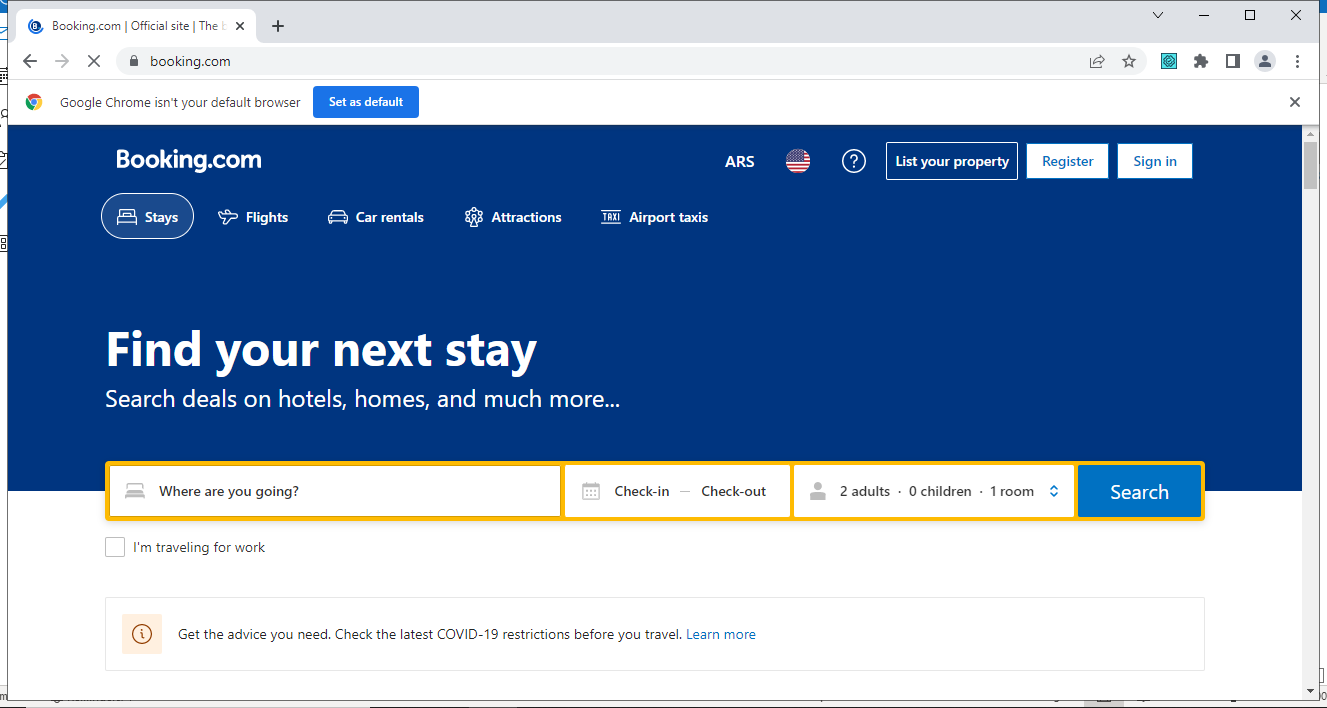 Booking.com | Official site | The b
booking.com
Google Chrome isn't your default browser
Set as default
Booking.com
ARS
List your property
Register
Sign in
Stays
Flights
Car rentals
Attractions
TAXI
Airport taxis
Find your next stay
Search deals on hotels, homes, and much more...
Where are you going?
Check-in — Check-out
2 adults · 0 children · 1 room
Search
I'm traveling for work
Get the advice you need. Check the latest COVID-19 restrictions before you travel. Learn more